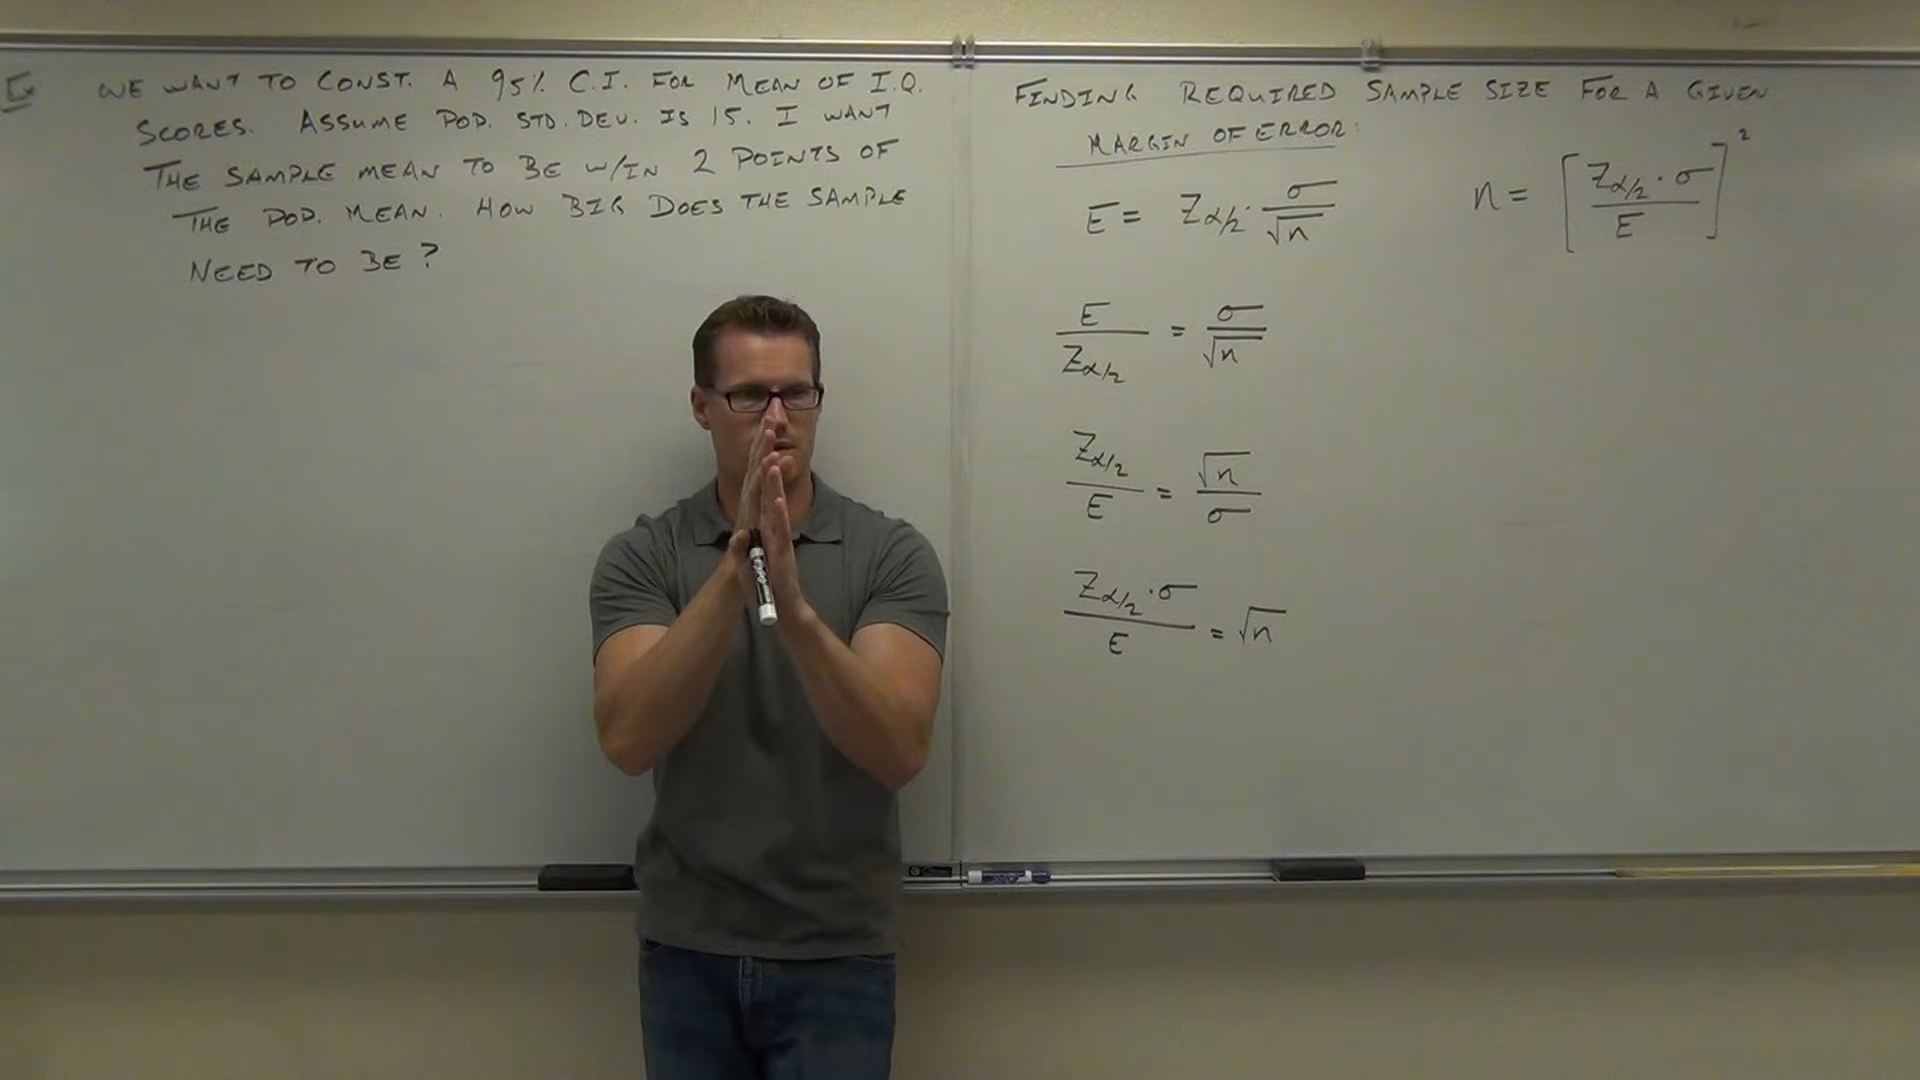 Ex WE WANT TO CONST. A 95% C.I. FOR MEAN OF I.Q.
SCORES. ASSUME POP. STD. DEV. IS 15. I WANT
THE SAMPLE MEAN TO BE W/IN 2 POINTS OF
THE POP. MEAN. HOW BIG DOES THE SAMPLE
NEED TO BE?
FINDING REQUIRED SAMPLE SIZE FOR A GIVEN
MARGIN OF ERROR:
E = Zα/2 · σ/√n
n = [Zα/2 · σ / E]²
E/Zα/2 = σ/√n
Zα/2/E = √n/σ
Zα/2 · σ / E = √n